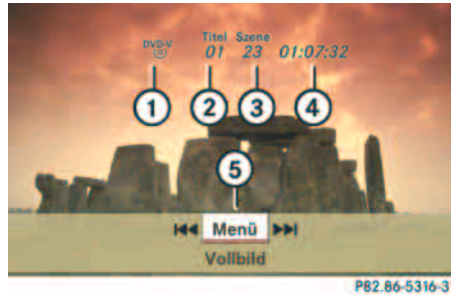 DVD-V Titel Szene
01 23 01:07:32
1 2 3 4
5
Menü
Vollbild
P82.86-5316-3